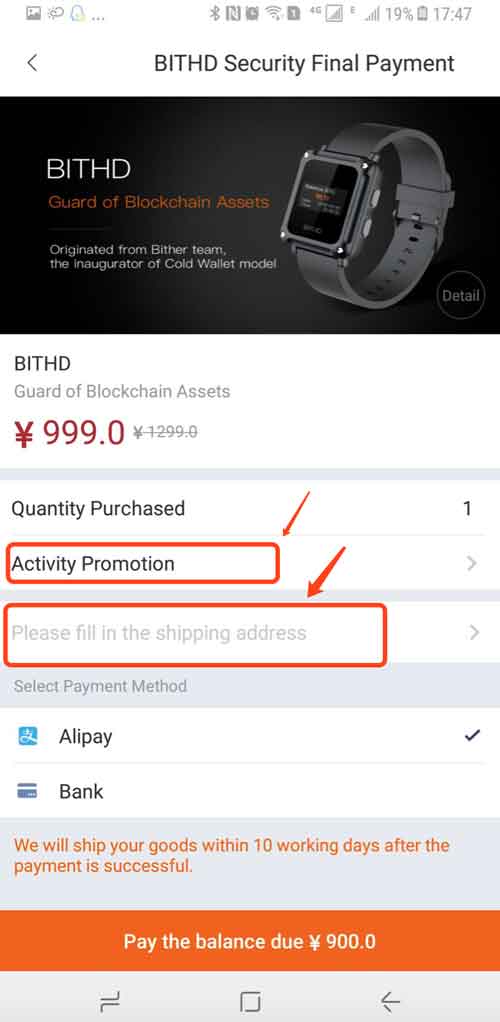 ... 4G E 19% 17:47
BITHD Security Final Payment
BITHD
Guard of Blockchain Assets
Originated from Bither team,
the inaugurator of Cold Wallet model
BITHD
Detail
BITHD
Guard of Blockchain Assets
¥ 999.0 ¥ 1299.0
Quantity Purchased 1
Activity Promotion
Please fill in the shipping address
Select Payment Method
Alipay
Bank
We will ship your goods within 10 working days after the
payment is successful.
Pay the balance due ¥ 900.0